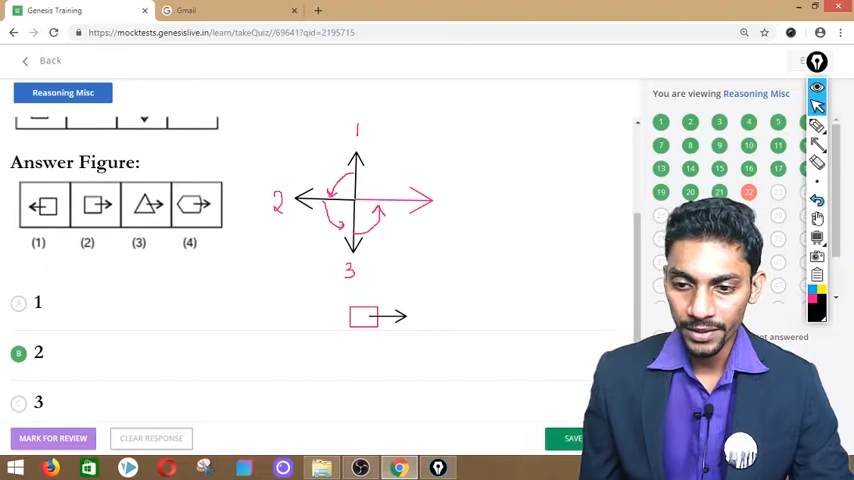 Genesis Training
Gmail
https://mocktests.genesislive.in/learn/takeQuiz//69641?qid=2195715
Back
Reasoning Misc
You are viewing Reasoning Misc
1 2 3 4 5
7 8 9 10 11
13 14 15 16 17
19 20 21 22
Answer Figure:
(1) (2) (3) (4)
1
2
3
A 1
B 2
C 3
answered
MARK FOR REVIEW
CLEAR RESPONSE
SAVE